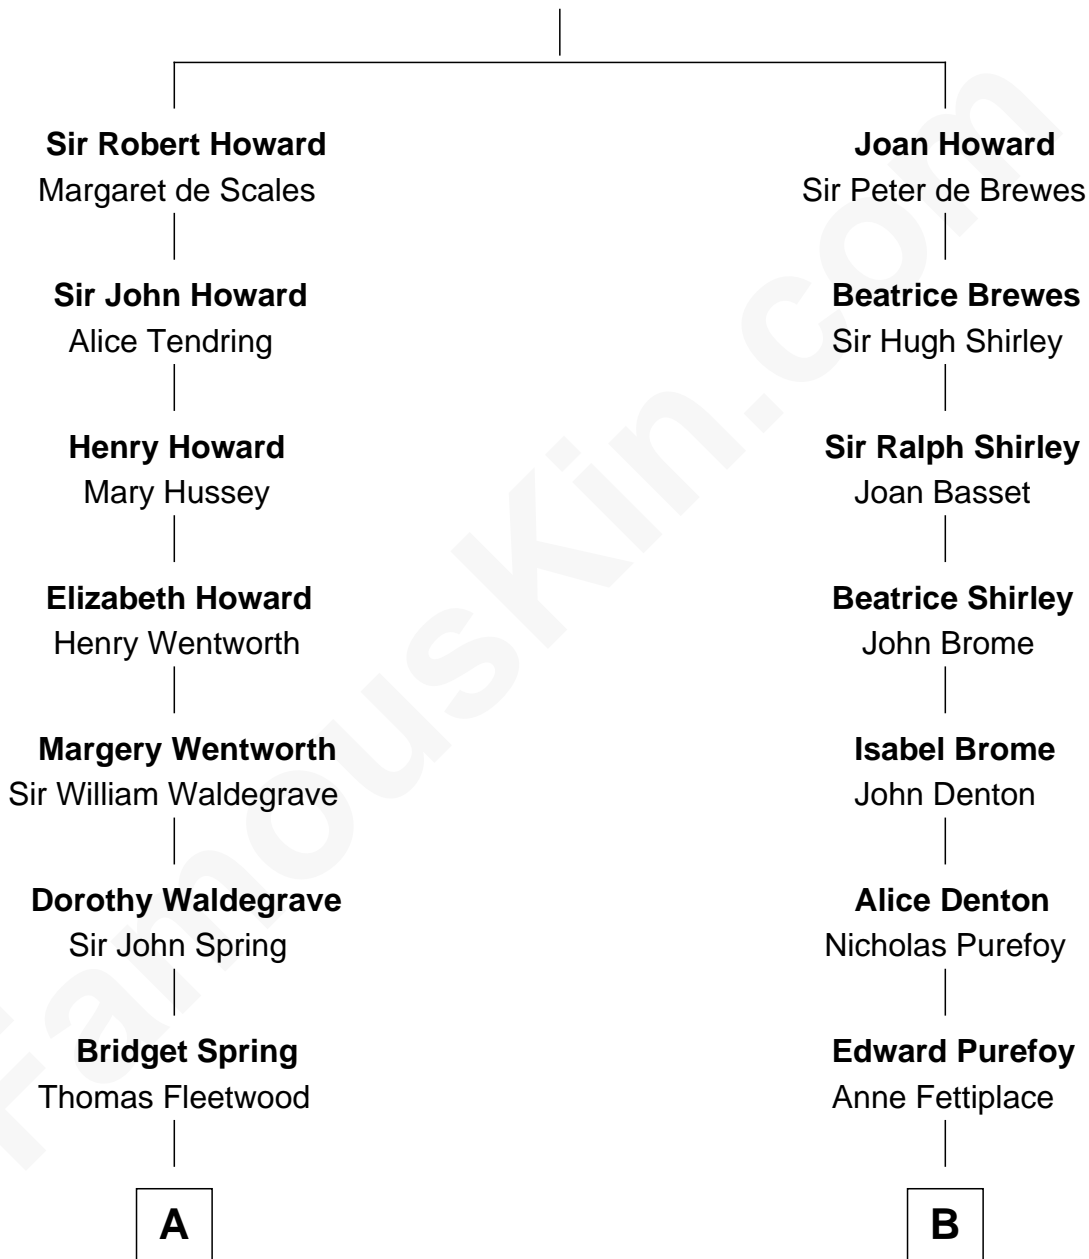 Sir Robert Howard
Margaret de Scales
Sir John Howard
Alice Tendring
Henry Howard
Mary Hussey
Elizabeth Howard
Henry Wentworth
Margery Wentworth
Sir William Waldegrave
Dorothy Waldegrave
Sir John Spring
Bridget Spring
Thomas Fleetwood
A
Joan Howard
Sir Peter de Brewes
Beatrice Brewes
Sir Hugh Shirley
Sir Ralph Shirley
Joan Basset
Beatrice Shirley
John Brome
Isabel Brome
John Denton
Alice Denton
Nicholas Purefoy
Edward Purefoy
Anne Fettiplace
B
FamousKin.com